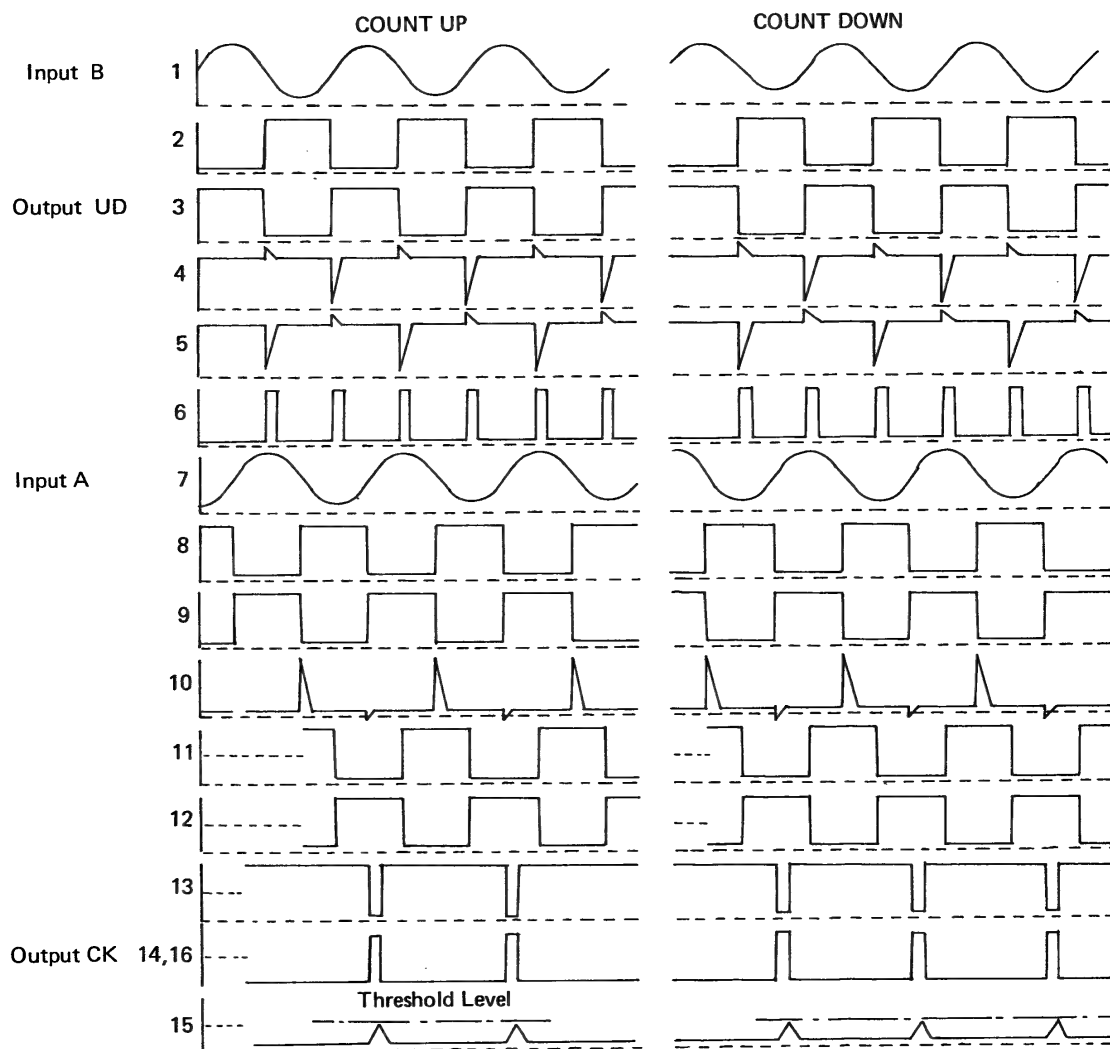 COUNT UP COUNT DOWN
Input B 1
2
Output UD 3
4
5
6
Input A 7
8
9
10
11
12
13
Output CK 14,16
Threshold Level
15